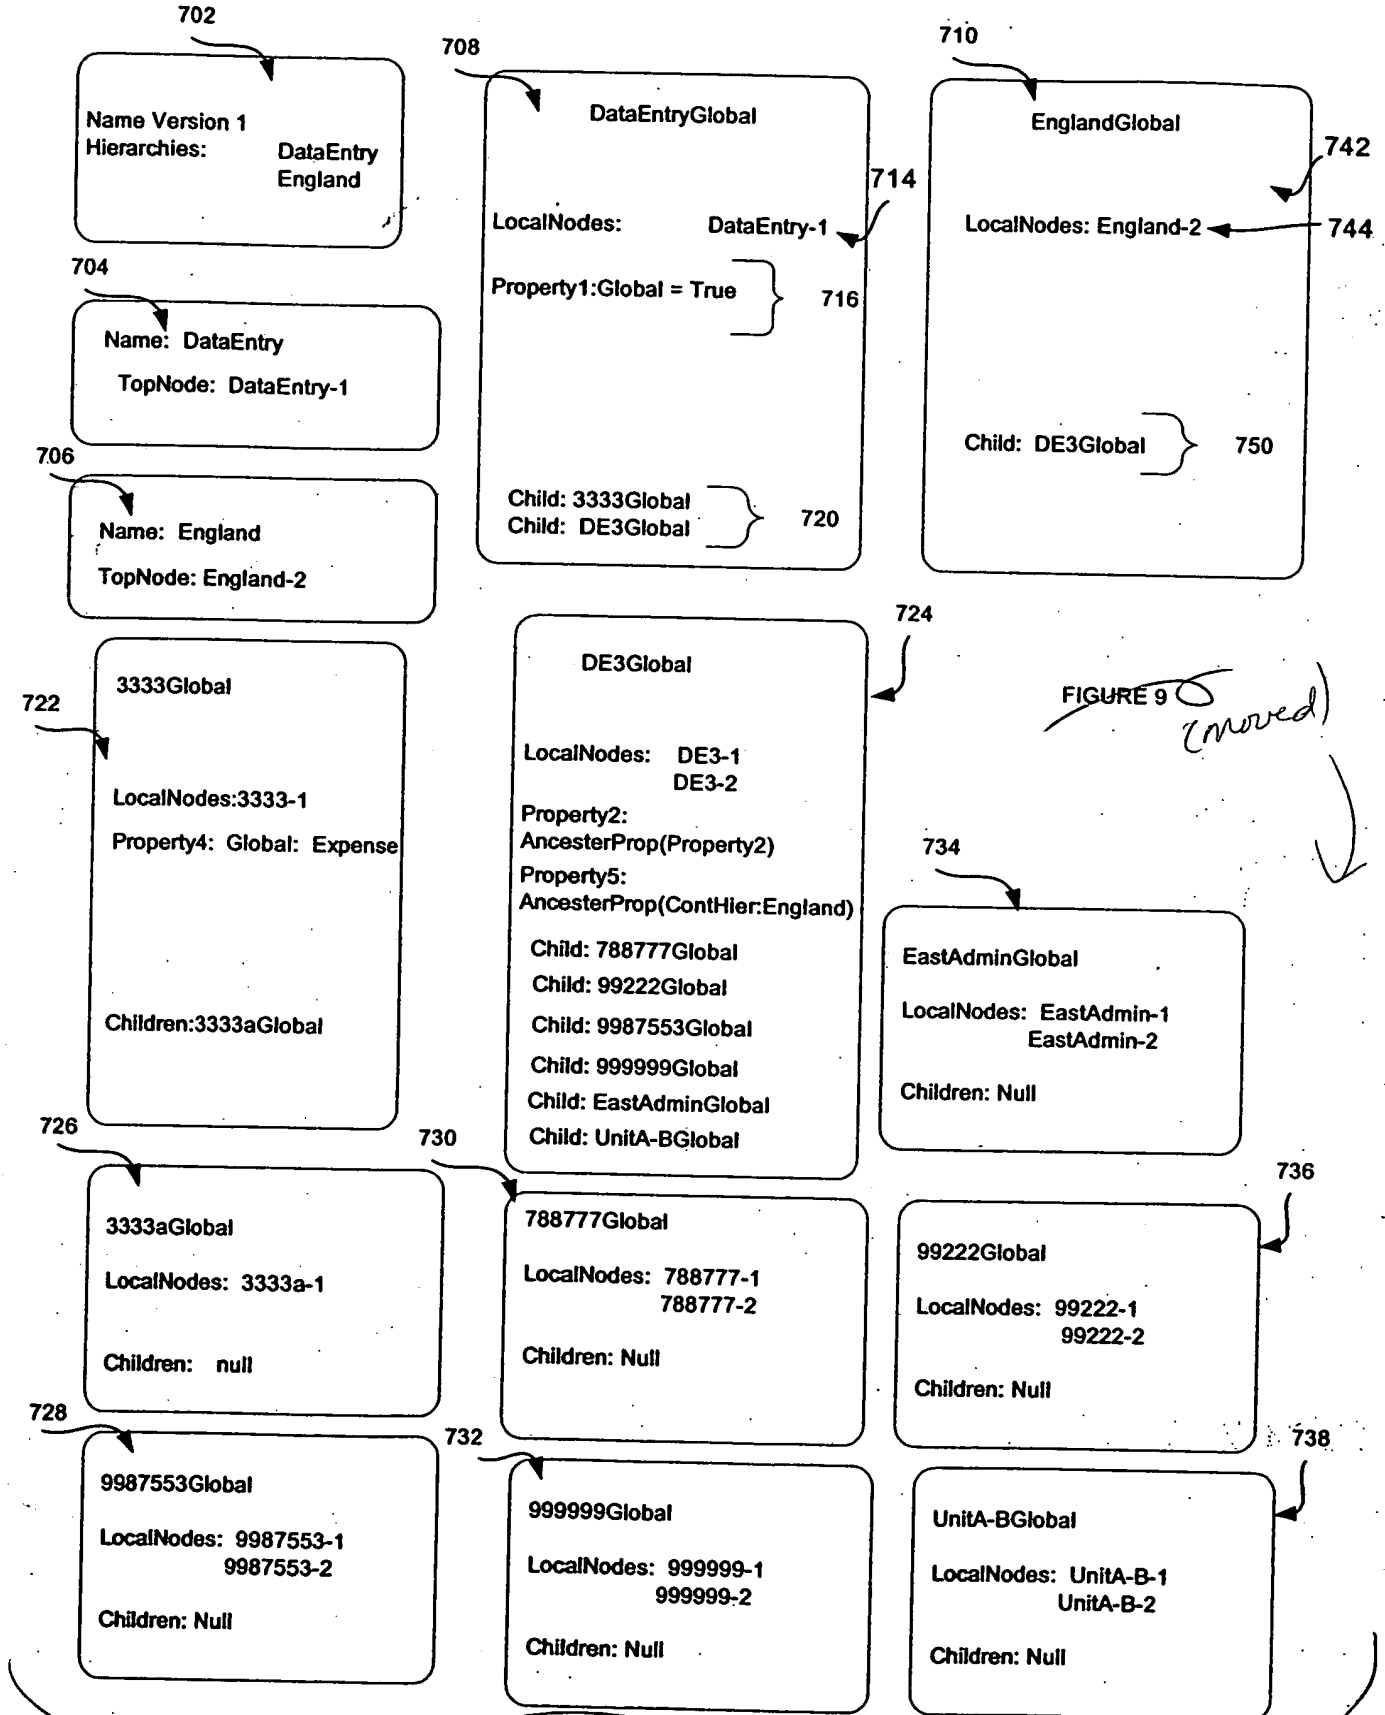 702
Name Version 1
Hierarchies: DataEntry
England
704
Name: DataEntry
TopNode: DataEntry-1
706
Name: England
TopNode: England-2
708
DataEntryGlobal
714
LocalNodes: DataEntry-1
Property1:Global = True
716
Child: 3333Global
Child: DE3Global
720
710
EnglandGlobal
742
LocalNodes: England-2
744
Child: DE3Global
750
722
3333Global
LocalNodes:3333-1
Property4: Global: Expense
Children:3333aGlobal
724
DE3Global
LocalNodes: DE3-1
DE3-2
Property2:
AncesterProp(Property2)
Property5:
AncesterProp(ContHier:England)
Child: 788777Global
Child: 99222Global
Child: 9987553Global
Child: 999999Global
Child: EastAdminGlobal
Child: UnitA-BGlobal
FIGURE 9
(moved)
734
EastAdminGlobal
LocalNodes: EastAdmin-1
EastAdmin-2
Children: Null
726
3333aGlobal
LocalNodes: 3333a-1
Children: null
730
788777Global
LocalNodes: 788777-1
788777-2
Children: Null
736
99222Global
LocalNodes: 99222-1
99222-2
Children: Null
728
9987553Global
LocalNodes: 9987553-1
9987553-2
Children: Null
732
999999Global
LocalNodes: 999999-1
999999-2
Children: Null
738
UnitA-BGlobal
LocalNodes: UnitA-B-1
UnitA-B-2
Children: Null